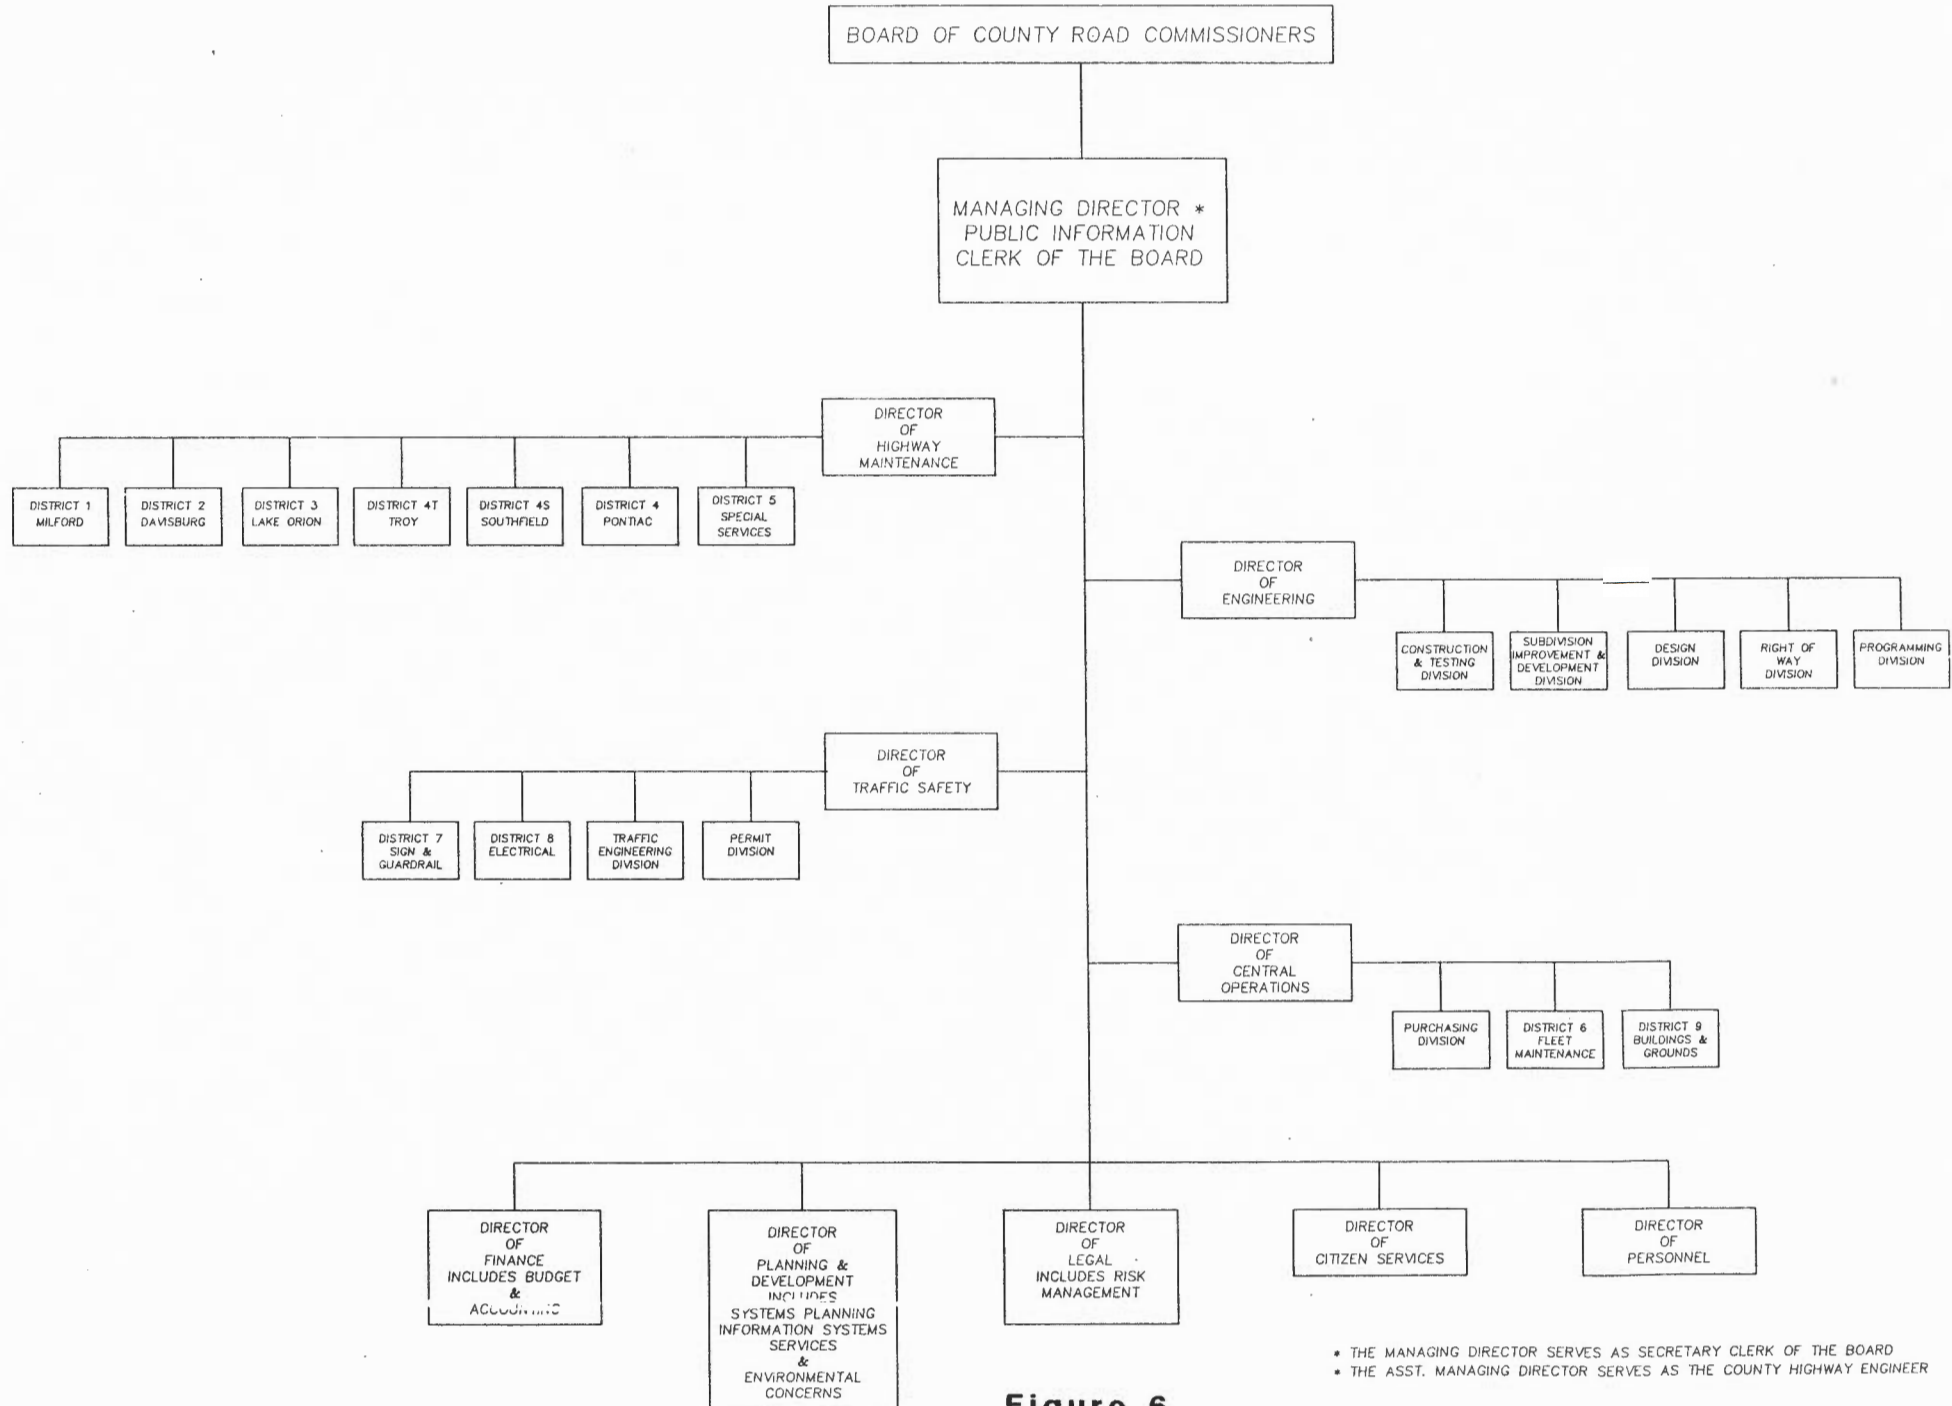 BOARD OF COUNTY ROAD COMMISSIONERS
MANAGING DIRECTOR *
PUBLIC INFORMATION
CLERK OF THE BOARD
DIRECTOR
OF
HIGHWAY
MAINTENANCE
DISTRICT 1
MILFORD
DISTRICT 2
DAVISBURG
DISTRICT 3
LAKE ORION
DISTRICT 4T
TROY
DISTRICT 4S
SOUTHFIELD
DISTRICT 4
PONTIAC
DISTRICT 5
SPECIAL
SERVICES
DIRECTOR
OF
ENGINEERING
CONSTRUCTION
& TESTING
DIVISION
SUBDIVISION
IMPROVEMENT &
DEVELOPMENT
DIVISION
DESIGN
DIVISION
RIGHT OF
WAY
DIVISION
PROGRAMMING
DIVISION
DIRECTOR
OF
TRAFFIC SAFETY
DISTRICT 7
SIGN &
GUARDRAIL
DISTRICT 8
ELECTRICAL
TRAFFIC
ENGINEERING
DIVISION
PERMIT
DIVISION
DIRECTOR
OF
CENTRAL
OPERATIONS
PURCHASING
DIVISION
DISTRICT 6
FLEET
MAINTENANCE
DISTRICT 9
BUILDINGS &
GROUNDS
DIRECTOR
OF
FINANCE
INCLUDES BUDGET
&
ACCOUNTING
DIRECTOR
OF
PLANNING &
DEVELOPMENT
INCLUDES
SYSTEMS PLANNING
INFORMATION SYSTEMS
SERVICES
&
ENVIRONMENTAL
CONCERNS
DIRECTOR
OF
LEGAL
INCLUDES RISK
MANAGEMENT
DIRECTOR
OF
CITIZEN SERVICES
DIRECTOR
OF
PERSONNEL
* THE MANAGING DIRECTOR SERVES AS SECRETARY CLERK OF THE BOARD
* THE ASST. MANAGING DIRECTOR SERVES AS THE COUNTY HIGHWAY ENGINEER
Figure 6